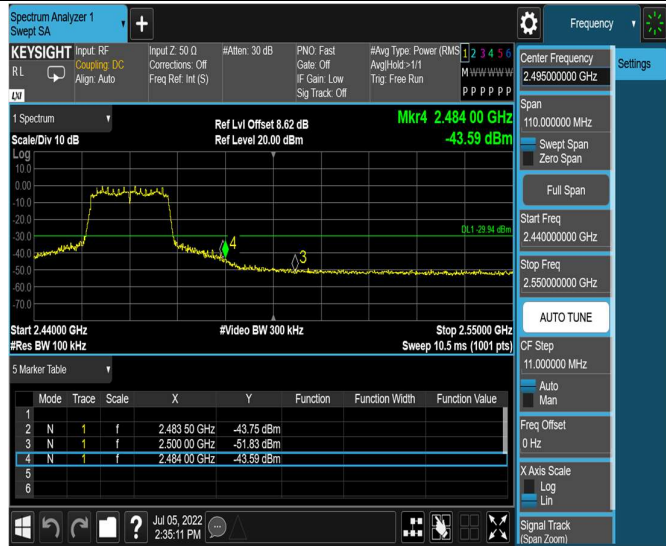 Spectrum Analyzer 1
Swept SA
+
Frequency
KEYSIGHT
RL
LXI
Input: RF
Coupling: DC
Align: Auto
Input Z: 50 Ω
Corrections: Off
Freq Ref: Int (S)
#Atten: 30 dB
PNO: Fast
Gate: Off
IF Gain: Low
Sig Track: Off
#Avg Type: Power (RMS
Avg|Hold:>1/1
Trig: Free Run
1 2 3 4 5 6
M W W W W W
P P P P P P
1 Spectrum
Scale/Div 10 dB
Ref Lvl Offset 8.62 dB
Ref Level 20.00 dBm
Mkr4 2.484 00 GHz
-43.59 dBm
Log
10.0
0.00
-10.0
-20.0
-30.0
-40.0
-50.0
-60.0
-70.0
DL1 -29.94 dBm
4
3
Start 2.44000 GHz
#Res BW 100 kHz
#Video BW 300 kHz
Stop 2.55000 GHz
Sweep 10.5 ms (1001 pts)
5 Marker Table
Mode Trace Scale X Y Function Function Width Function Value
1
2 N 1 f 2.483 50 GHz -43.75 dBm
3 N 1 f 2.500 00 GHz -51.83 dBm
4 N 1 f 2.484 00 GHz -43.59 dBm
5
6
?
Jul 05, 2022
2:35:11 PM
Center Frequency
2.495000000 GHz
Settings
Span
110.000000 MHz
Swept Span
Zero Span
Full Span
Start Freq
2.440000000 GHz
Stop Freq
2.550000000 GHz
AUTO TUNE
CF Step
11.000000 MHz
Auto
Man
Freq Offset
0 Hz
X Axis Scale
Log
Lin
Signal Track
(Span Zoom)